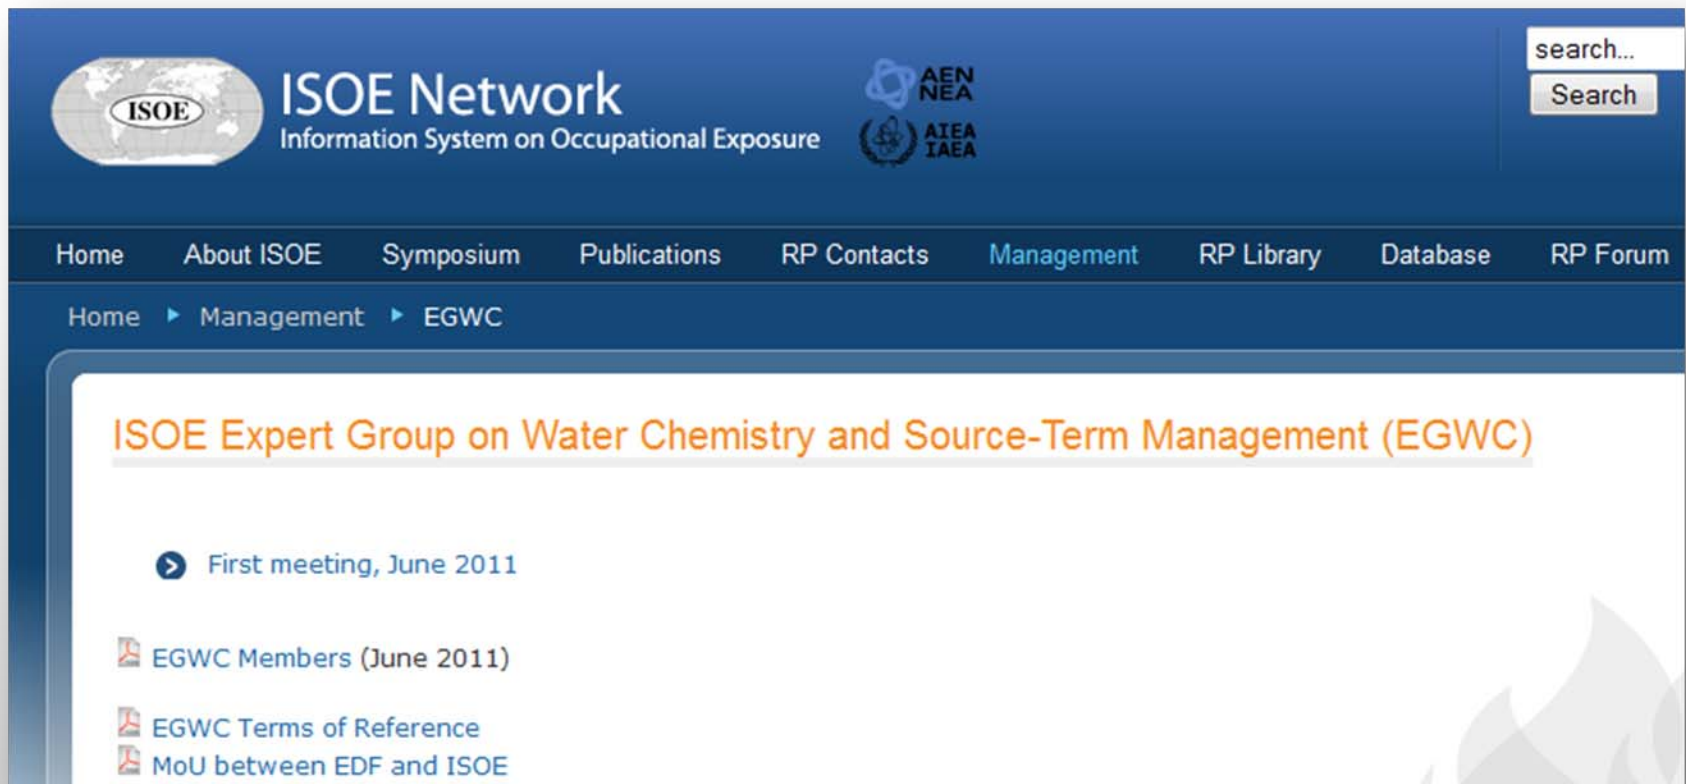 search...
Search
ISOE
ISOE Network
Information System on Occupational Exposure
AEN
NEA
AIEA
IAEA
Home About ISOE Symposium Publications RP Contacts Management RP Library Database RP Forum
Home Management EGWC
ISOE Expert Group on Water Chemistry and Source-Term Management (EGWC)
First meeting, June 2011
EGWC Members (June 2011)
EGWC Terms of Reference
MoU between EDF and ISOE